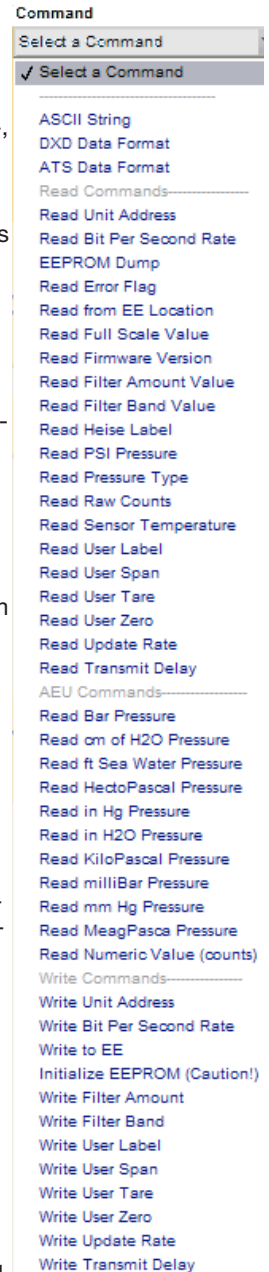 Command
Select a Command
✓ Select a Command
ASCII String
DXD Data Format
ATS Data Format
Read Commands
Read Unit Address
Read Bit Per Second Rate
EEPROM Dump
Read Error Flag
Read from EE Location
Read Full Scale Value
Read Firmware Version
Read Filter Amount Value
Read Filter Band Value
Read Heise Label
Read PSI Pressure
Read Pressure Type
Read Raw Counts
Read Sensor Temperature
Read User Label
Read User Span
Read User Tare
Read User Zero
Read Update Rate
Read Transmit Delay
AEU Commands
Read Bar Pressure
Read cm of H2O Pressure
Read ft Sea Water Pressure
Read HectoPascal Pressure
Read in Hg Pressure
Read in H2O Pressure
Read KiloPascal Pressure
Read milliBar Pressure
Read mm Hg Pressure
Read MeagPasca Pressure
Read Numeric Value (counts)
Write Commands
Write Unit Address
Write Bit Per Second Rate
Write to EE
Initialize EEPROM (Caution!)
Write Filter Amount
Write Filter Band
Write User Label
Write User Span
Write User Tare
Write User Zero
Write Update Rate
Write Transmit Delay